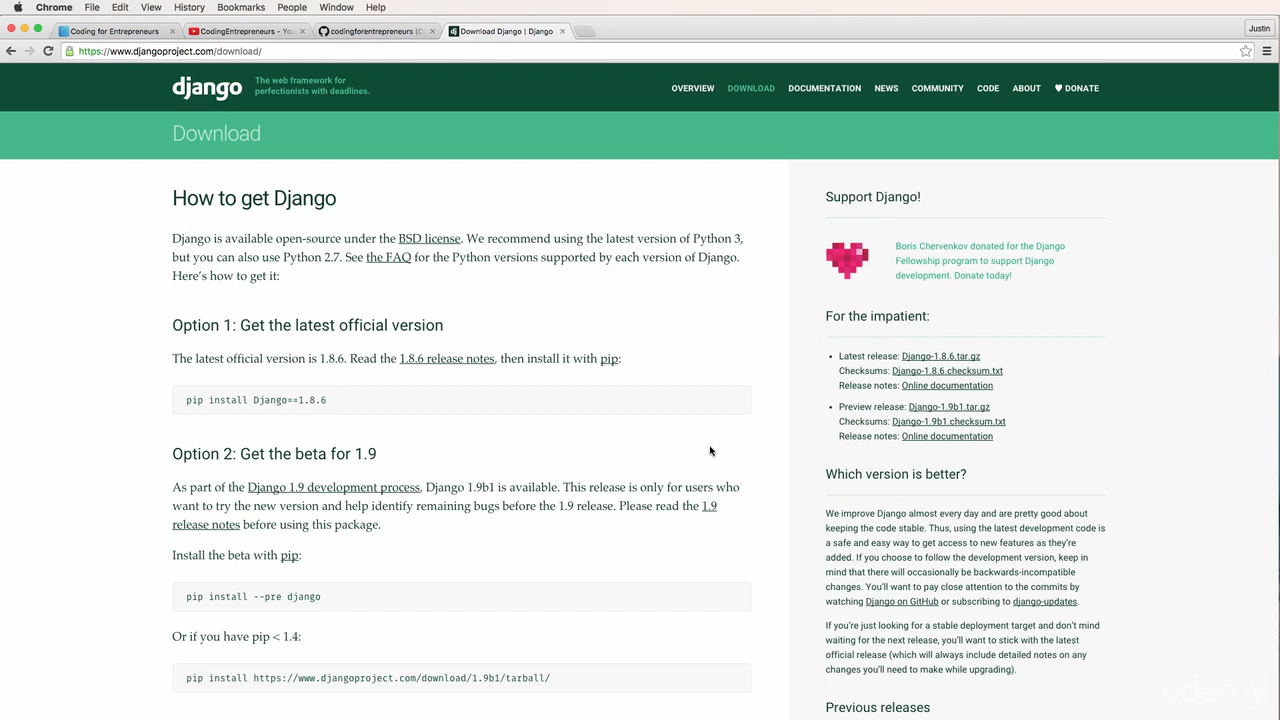 Chrome File Edit View History Bookmarks People Window Help
Coding for Entrepreneurs
CodingEntrepreneurs - You
codingforentrepreneurs (C
Download Django | Django
Justin
https://www.djangoproject.com/download/
django
The web framework for
perfectionists with deadlines.
OVERVIEW DOWNLOAD DOCUMENTATION NEWS COMMUNITY CODE ABOUT DONATE
Download
How to get Django
Django is available open-source under the BSD license. We recommend using the latest version of Python 3,
but you can also use Python 2.7. See the FAQ for the Python versions supported by each version of Django.
Here's how to get it:
Option 1: Get the latest official version
The latest official version is 1.8.6. Read the 1.8.6 release notes, then install it with pip:
pip install Django==1.8.6
Option 2: Get the beta for 1.9
As part of the Django 1.9 development process, Django 1.9b1 is available. This release is only for users who
want to try the new version and help identify remaining bugs before the 1.9 release. Please read the 1.9
release notes before using this package.
Install the beta with pip:
pip install --pre django
Or if you have pip < 1.4:
pip install https://www.djangoproject.com/download/1.9b1/tarball/
Support Django!
Boris Chervenkov donated for the Django
Fellowship program to support Django
development. Donate today!
For the impatient:
• Latest release: Django-1.8.6.tar.gz
Checksums: Django-1.8.6.checksum.txt
Release notes: Online documentation
• Preview release: Django-1.9b1.tar.gz
Checksums: Django-1.9b1.checksum.txt
Release notes: Online documentation
Which version is better?
We improve Django almost every day and are pretty good about
keeping the code stable. Thus, using the latest development code is
a safe and easy way to get access to new features as they're
added. If you choose to follow the development version, keep in
mind that there will occasionally be backwards-incompatible
changes. You'll want to pay close attention to the commits by
watching Django on GitHub or subscribing to django-updates.
If you're just looking for a stable deployment target and don't mind
waiting for the next release, you'll want to stick with the latest
official release (which will always include detailed notes on any
changes you'll need to make while upgrading).
Previous releases
udemy